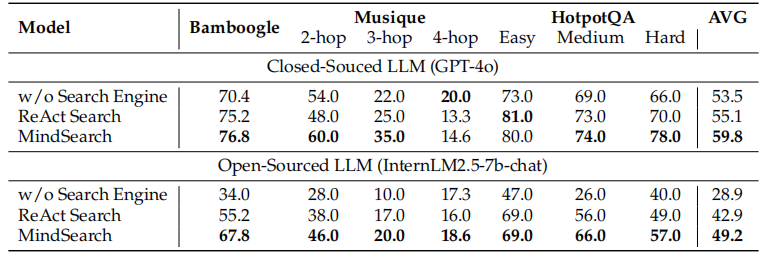 Model Bamboogle Musique HotpotQA AVG
2-hop 3-hop 4-hop Easy Medium Hard
Closed-Souced LLM (GPT-4o)
w/o Search Engine 70.4 54.0 22.0 20.0 73.0 69.0 66.0 53.5
ReAct Search 75.2 48.0 25.0 13.3 81.0 73.0 70.0 55.1
MindSearch 76.8 60.0 35.0 14.6 80.0 74.0 78.0 59.8
Open-Sourced LLM (InternLM2.5-7b-chat)
w/o Search Engine 34.0 28.0 10.0 17.3 47.0 26.0 40.0 28.9
ReAct Search 55.2 38.0 17.0 16.0 69.0 56.0 49.0 42.9
MindSearch 67.8 46.0 20.0 18.6 69.0 66.0 57.0 49.2